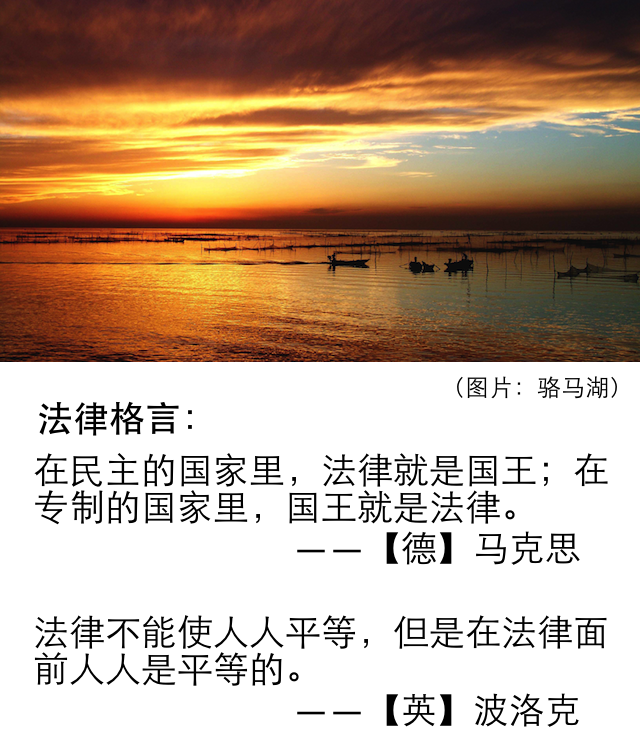 (图片：骆马湖)
法律格言：
在民主的国家里，法律就是国王；在
专制的国家里，国王就是法律。
——【德】马克思
法律不能使人人平等，但是在法律面
前人人是平等的。
——【英】波洛克